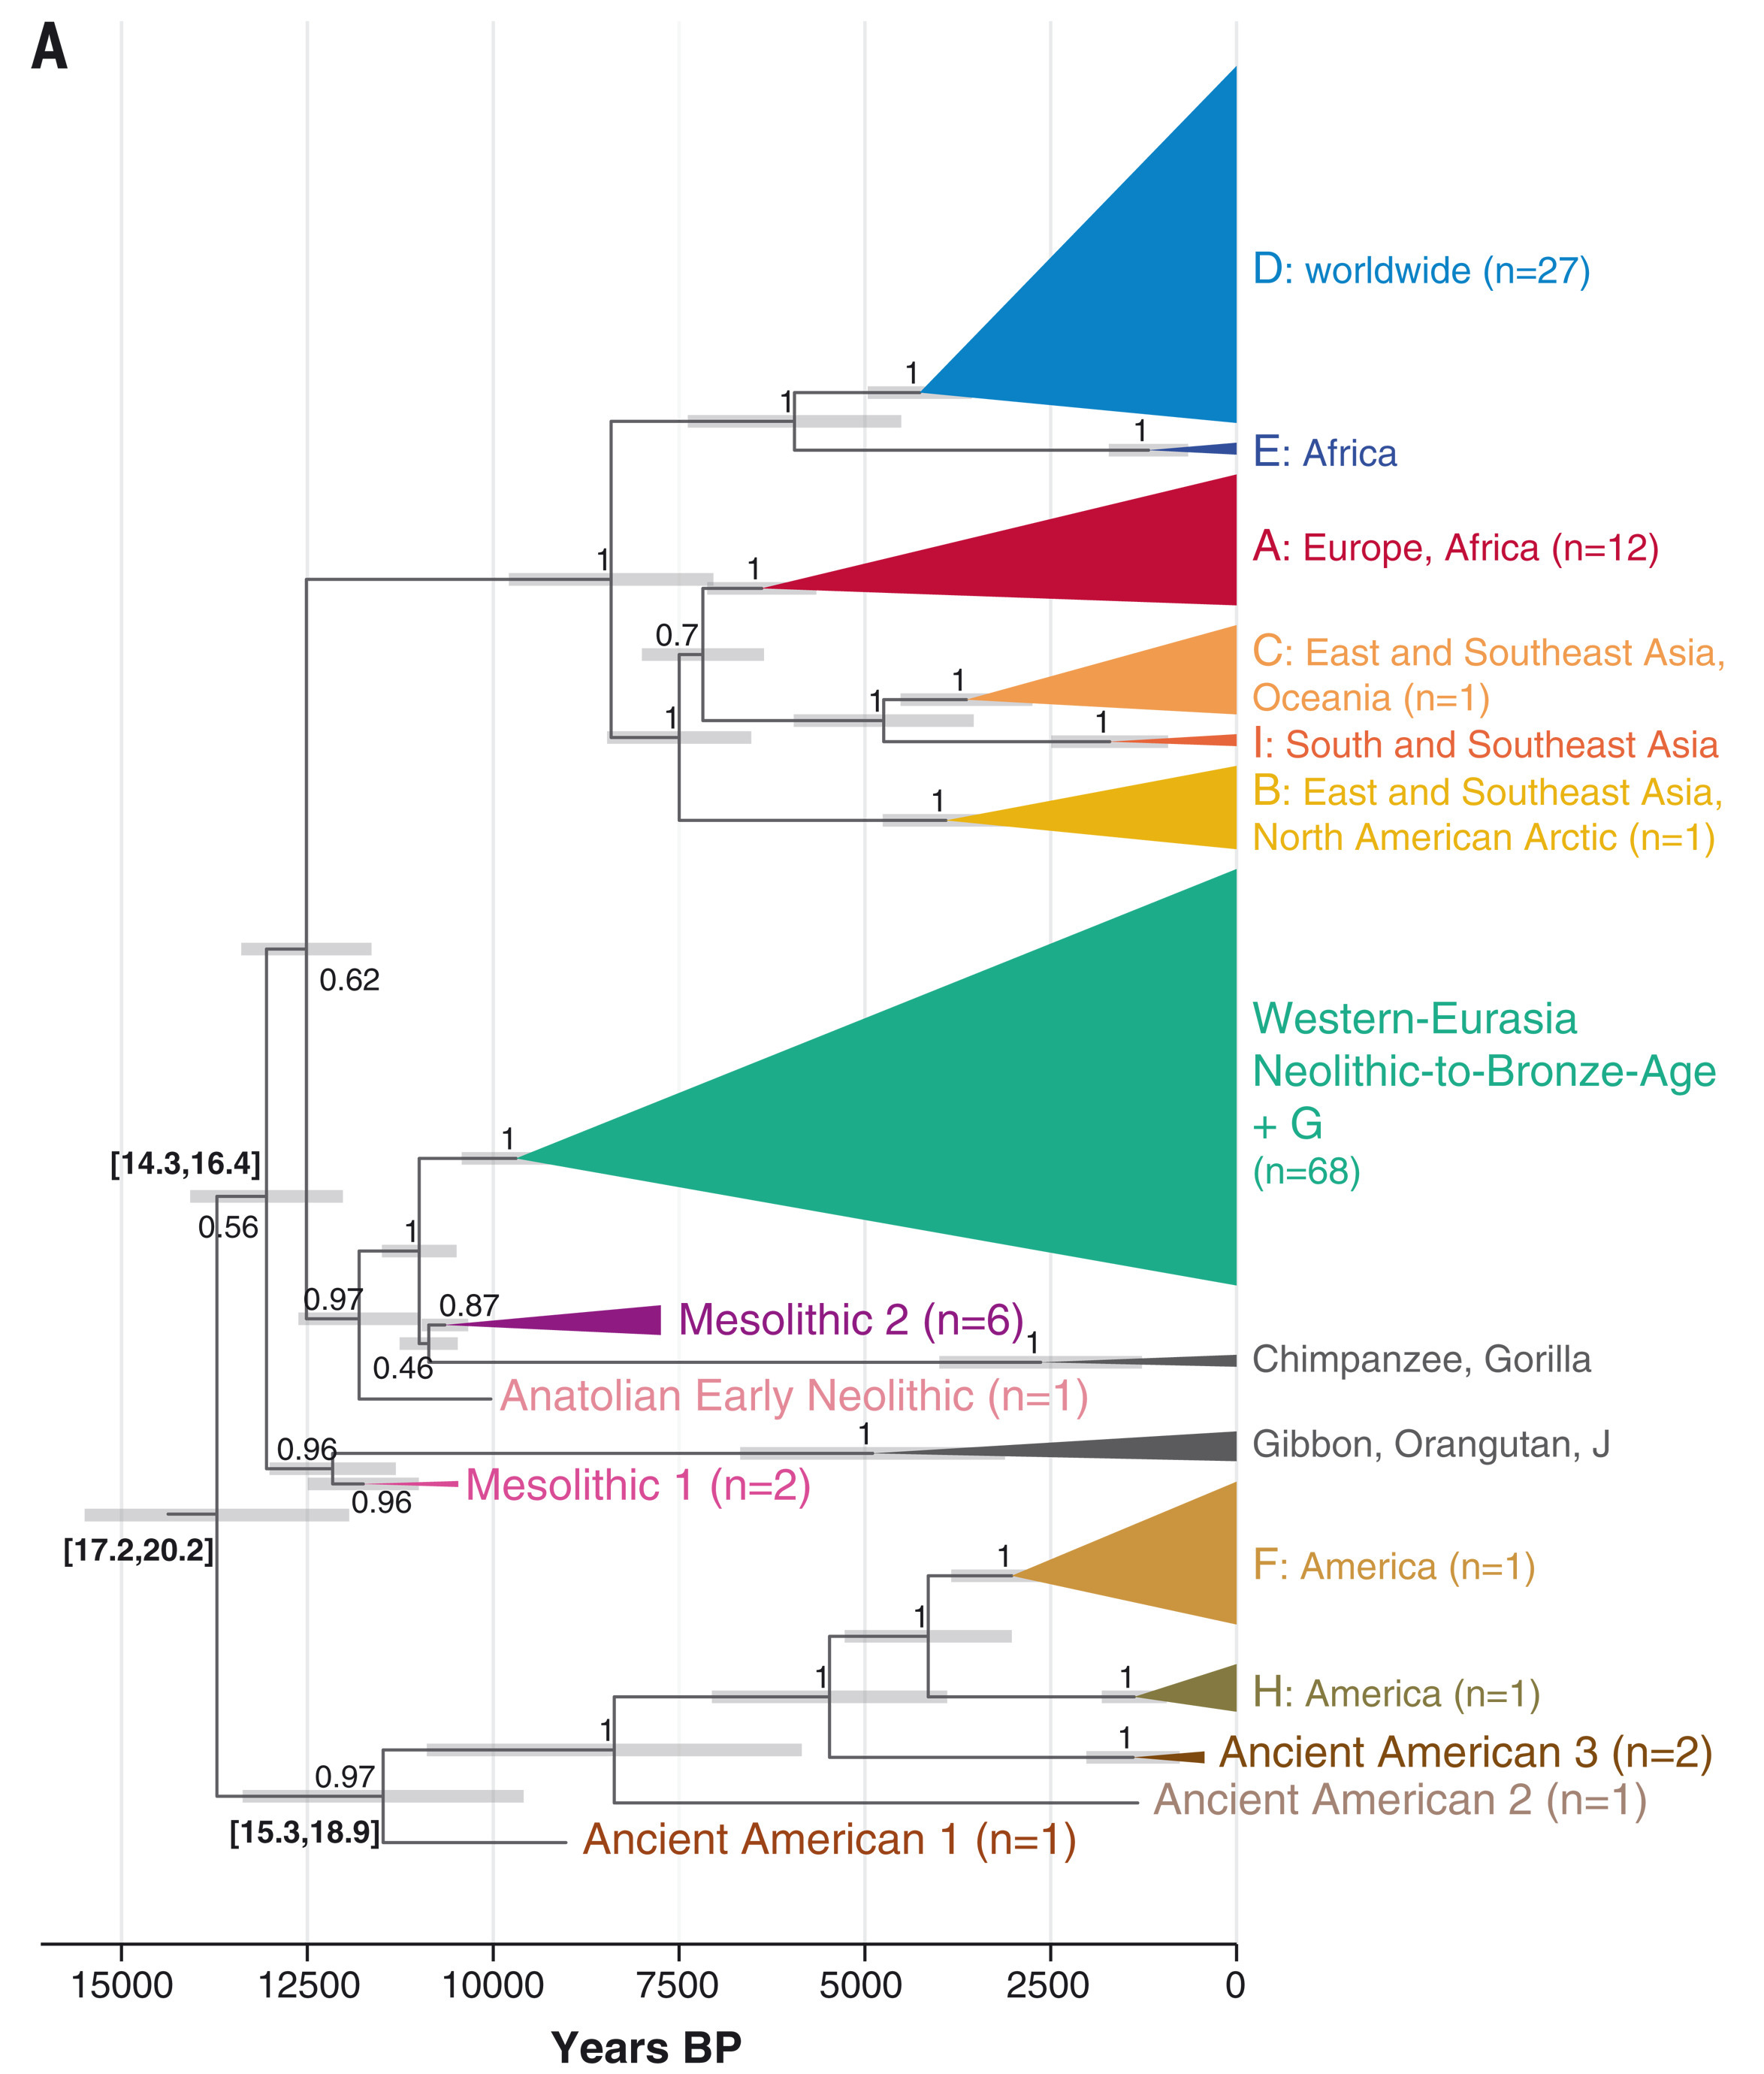 A
D: worldwide (n=27)
1
1
1
E: Africa
A: Europe, Africa (n=12)
1
1
0.7
C: East and Southeast Asia,
Oceania (n=1)
1
1
1
1
I: South and Southeast Asia
B: East and Southeast Asia,
North American Arctic (n=1)
1
0.62
Western-Eurasia
Neolithic-to-Bronze-Age
+ G
(n=68)
1
[14.3,16.4]
0.56
1
0.97
0.87
Mesolithic 2 (n=6)
1
Chimpanzee, Gorilla
0.46
Anatolian Early Neolithic (n=1)
1
0.96
Gibbon, Orangutan, J
Mesolithic 1 (n=2)
0.96
[17.2,20.2]
1
F: America (n=1)
1
1
1
H: America (n=1)
1
1
Ancient American 3 (n=2)
0.97
Ancient American 2 (n=1)
[15.3,18.9]
Ancient American 1 (n=1)
15000 12500 10000 7500 5000 2500 0
Years BP